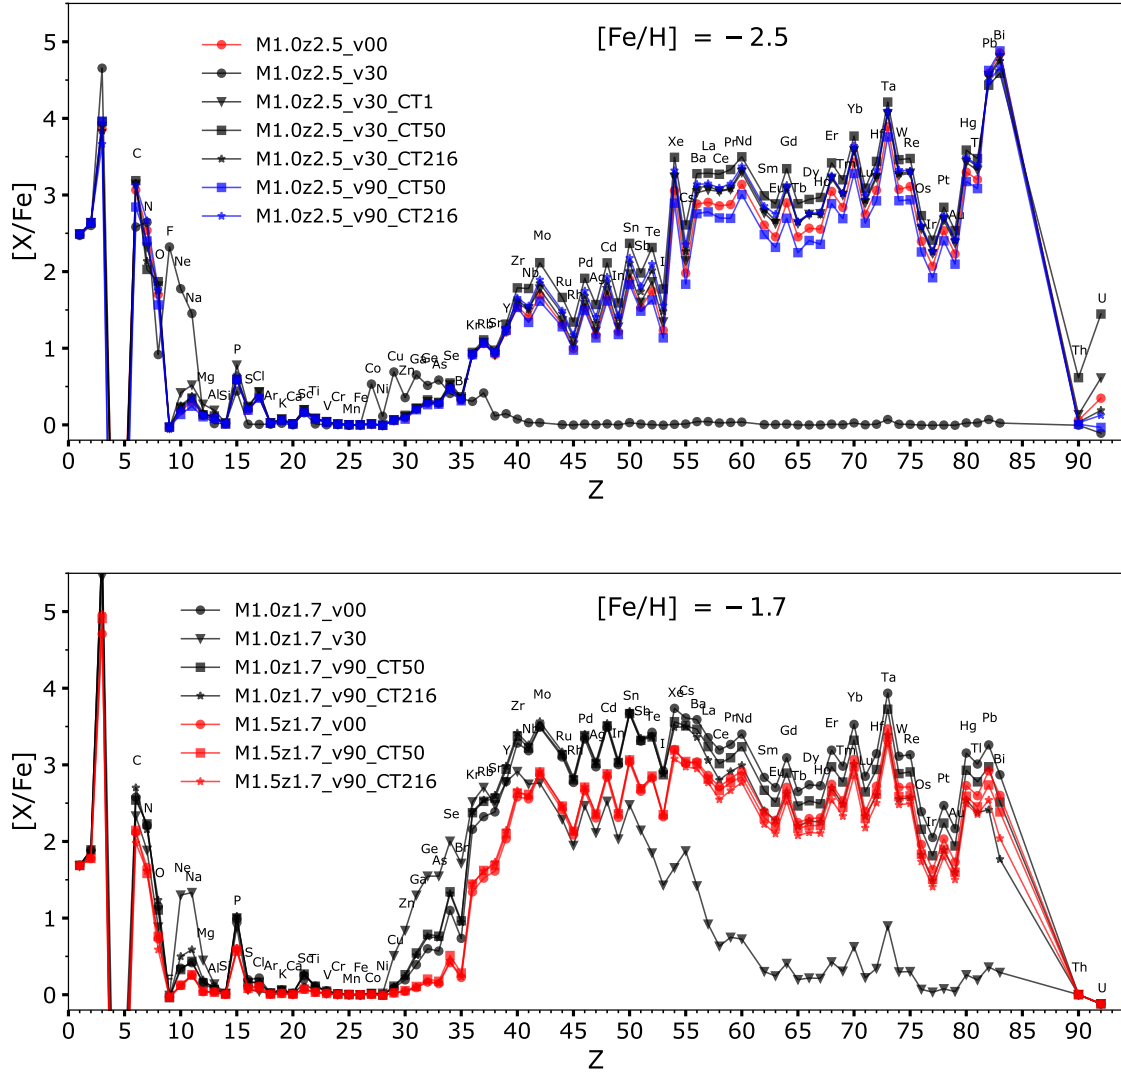 [Fe/H] = −2.5
M1.0z2.5_v00
M1.0z2.5_v30
M1.0z2.5_v30_CT1
M1.0z2.5_v30_CT50
M1.0z2.5_v30_CT216
M1.0z2.5_v90_CT50
M1.0z2.5_v90_CT216
[X/Fe]
5
4
3
2
1
0
C N O F Ne Na Mg Al Si P S Cl Ar K Ca Sc Ti V Cr Mn Fe Co Ni Cu Zn Ga Ge As Se Br Kr Rb Sr Y Zr Nb Mo Ru Rh Pd Ag Cd In Sn Sb Te I Xe Cs Ba La Ce Pr Nd Sm Eu Gd Tb Dy Ho Er Tm Yb Lu Hf Ta W Re Os Ir Pt Au Hg Tl Pb Bi Th U
0 5 10 15 20 25 30 35 40 45 50 55 60 65 70 75 80 85 90
Z
[Fe/H] = −1.7
M1.0z1.7_v00
M1.0z1.7_v30
M1.0z1.7_v90_CT50
M1.0z1.7_v90_CT216
M1.5z1.7_v00
M1.5z1.7_v90_CT50
M1.5z1.7_v90_CT216
[X/Fe]
5
4
3
2
1
0
C N O F Ne Na Mg Al Si P S Cl Ar K Ca Sc Ti V Cr Mn Fe Co Ni Cu Zn Ga Ge As Se Br Kr Rb Sr Y Zr Nb Mo Ru Rh Pd Ag Cd In Sn Sb Te I Xe Cs Ba La Ce Pr Nd Sm Eu Gd Tb Dy Ho Er Tm Yb Lu Hf Ta W Re Os Ir Pt Au Hg Tl Pb Bi Th U
0 5 10 15 20 25 30 35 40 45 50 55 60 65 70 75 80 85 90
Z